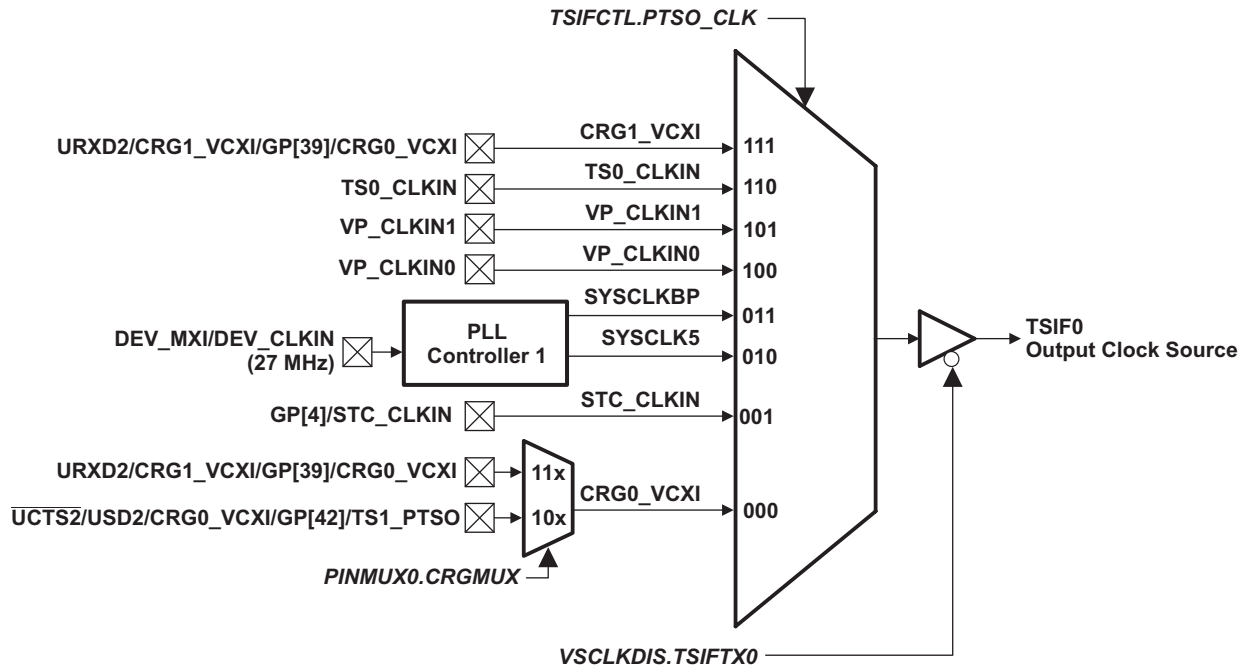 TSIFCTL.PTSO_CLK
URXD2/CRG1_VCXI/GP[39]/CRG0_VCXI
CRG1_VCXI
111
TS0_CLKIN
TS0_CLKIN
110
VP_CLKIN1
VP_CLKIN1
101
VP_CLKIN0
VP_CLKIN0
100
SYSCLKBP
011
DEV_MXI/DEV_CLKIN
(27 MHz)
PLL
Controller 1
SYSCLK5
010
TSIF0
Output Clock Source
GP[4]/STC_CLKIN
STC_CLKIN
001
URXD2/CRG1_VCXI/GP[39]/CRG0_VCXI
11x
CRG0_VCXI
000
UCTS2/USD2/CRG0_VCXI/GP[42]/TS1_PTSO
10x
PINMUX0.CRGMUX
VSCLKDIS.TSIFTX0